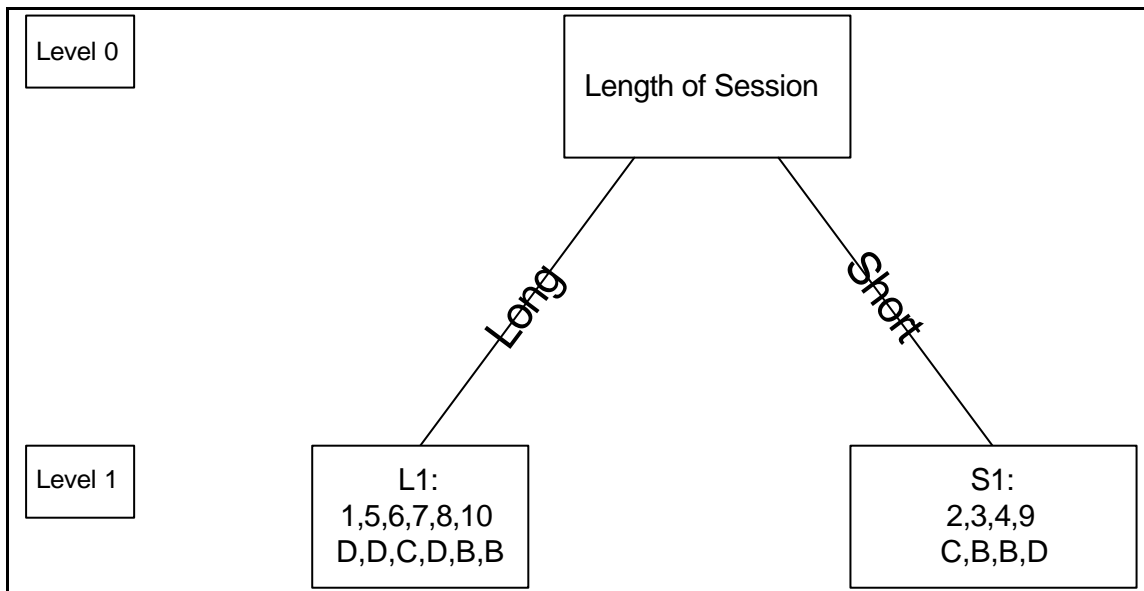 Level 0
Length of Session
Long
Short
Level 1
L1:
1,5,6,7,8,10
D,D,C,D,B,B
S1:
2,3,4,9
C,B,B,D